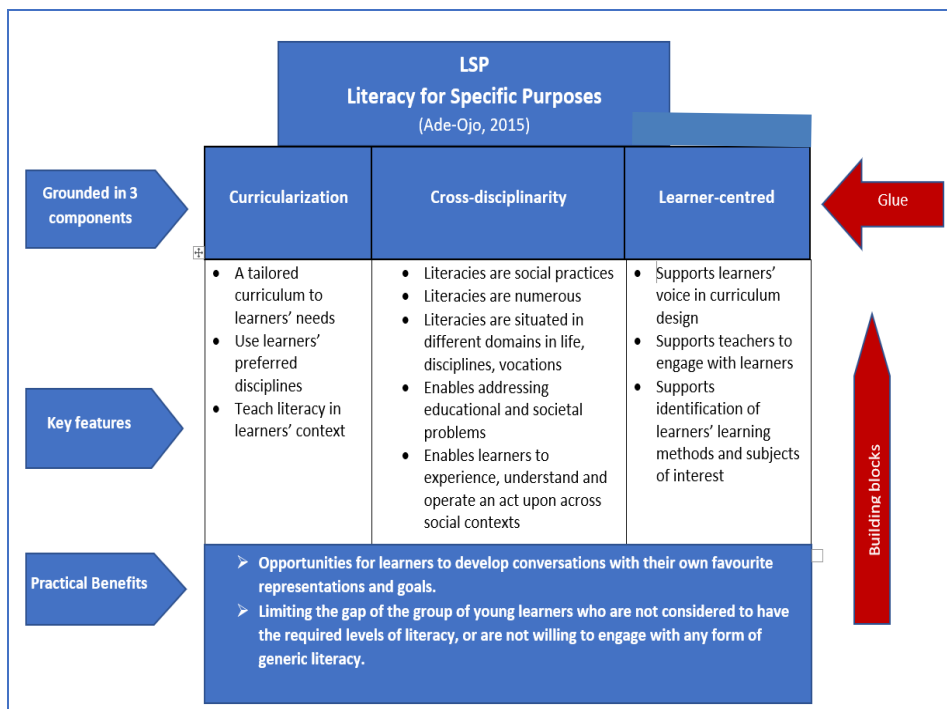 LSP
Literacy for Specific Purposes
(Ade-Ojo, 2015)
Grounded in 3
components
Curricularization
Cross-disciplinarity
Learner-centred
Glue
Key features
• A tailored
curriculum to
learners’ needs
• Use learners’
preferred
disciplines
• Teach literacy in
learners’ context
• Literacies are social practices
• Literacies are numerous
• Literacies are situated in
different domains in life,
disciplines, vocations
• Enables addressing
educational and societal
problems
• Enables learners to
experience, understand and
operate an act upon across
social contexts
• Supports learners’
voice in curriculum
design
• Supports teachers to
engage with learners
• Supports
identification of
learners’ learning
methods and subjects
of interest
Building blocks
Practical Benefits
➢ Opportunities for learners to develop conversations with their own favourite
representations and goals.
➢ Limiting the gap of the group of young learners who are not considered to have
the required levels of literacy, or are not willing to engage with any form of
generic literacy.